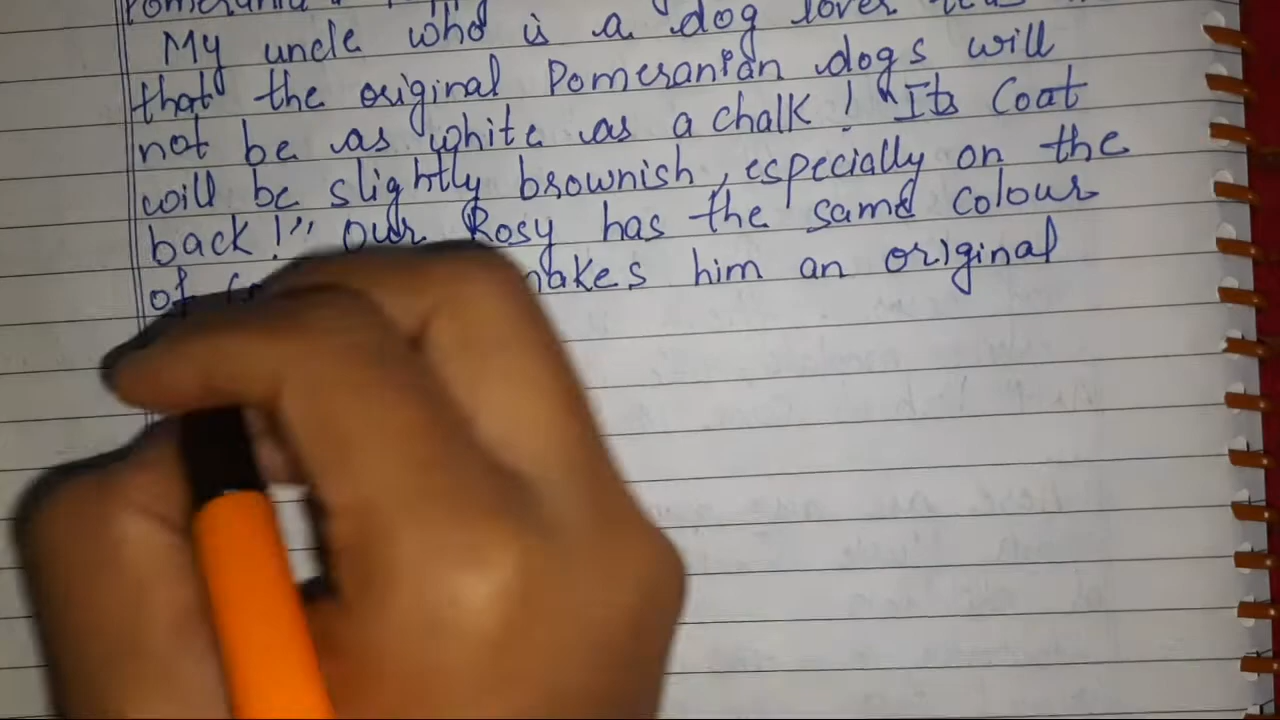 My uncle who is a dog lover
that the original Pomeranian dogs will
not be as white as a chalk! "Its Coat
will be slightly brownish, especially on the
back!" Our Rosy has the same colour
of makes him an original